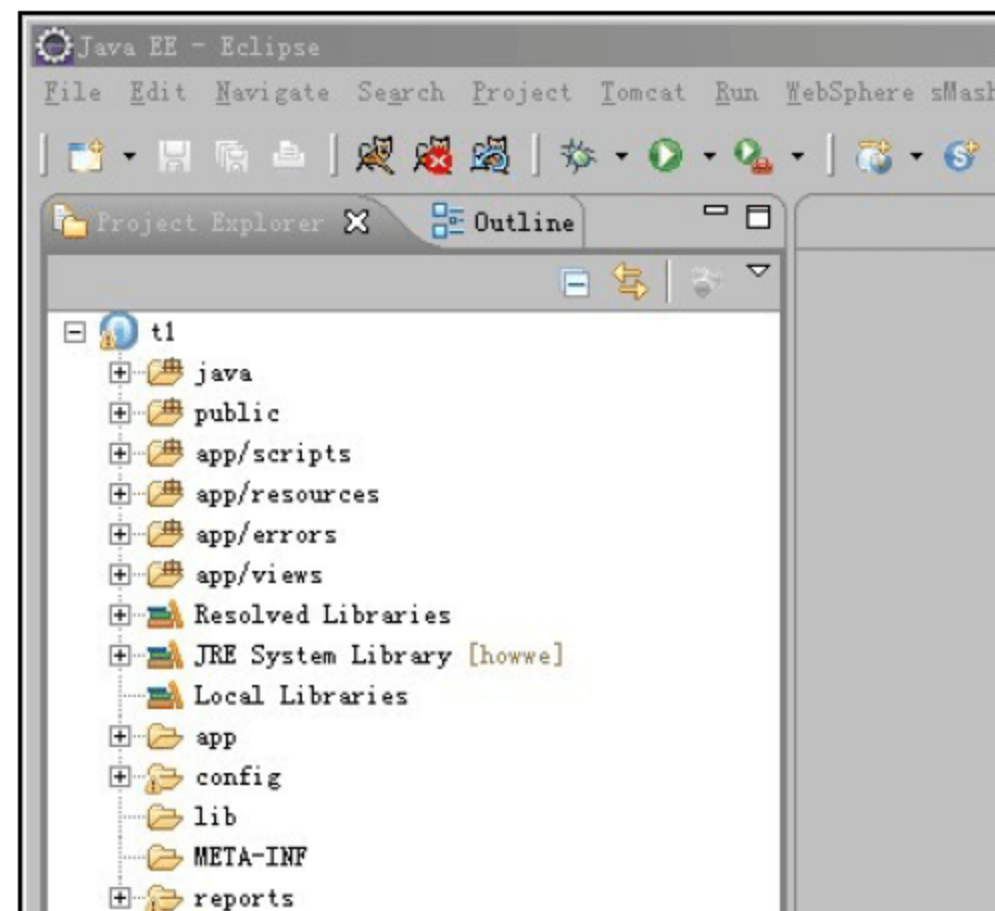 Java EE - Eclipse
File Edit Navigate Search Project Tomcat Run WebSphere sMash
Project Explorer Outline
t1
java
public
app/scripts
app/resources
app/errors
app/views
Resolved Libraries
JRE System Library [howwe]
Local Libraries
app
config
lib
META-INF
reports